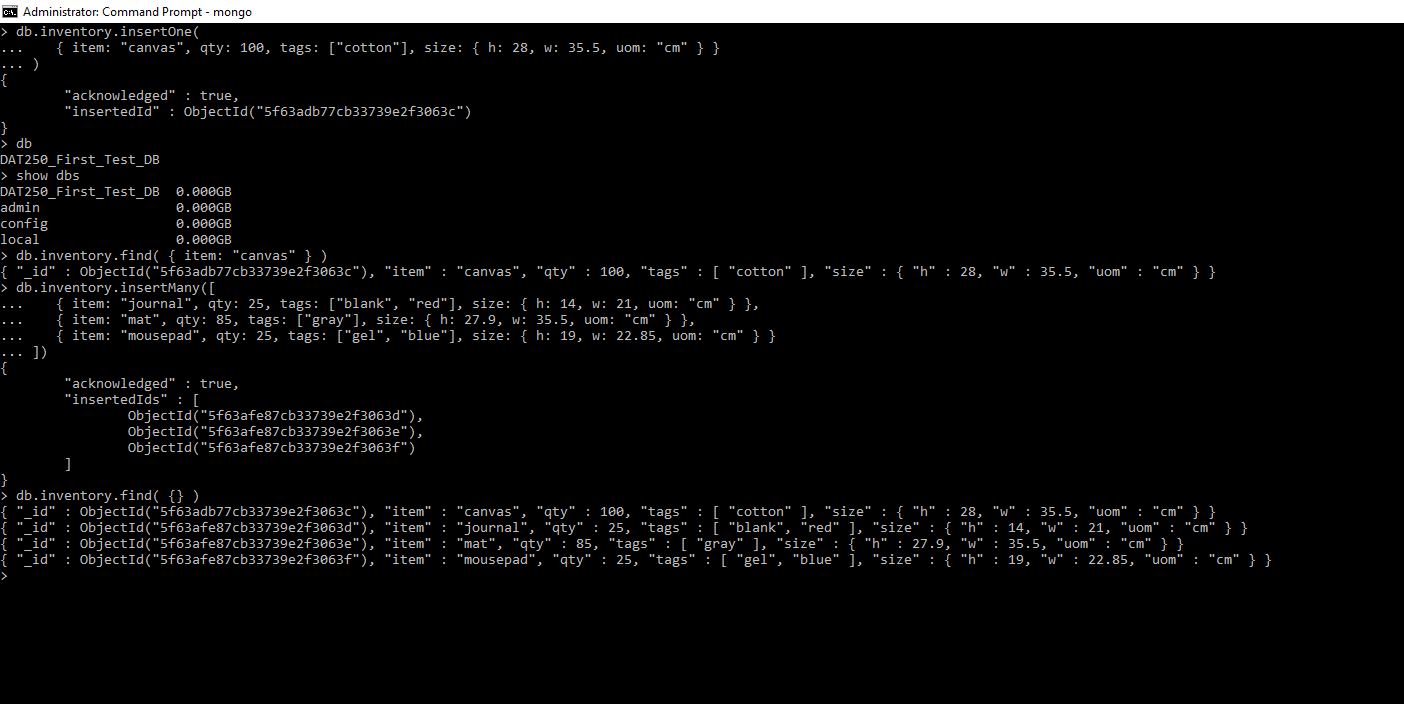 Administrator: Command Prompt - mongo
> db.inventory.insertOne(
...    { item: "canvas", qty: 100, tags: ["cotton"], size: { h: 28, w: 35.5, uom: "cm" } }
... )
{
        "acknowledged" : true,
        "insertedId" : ObjectId("5f63adb77cb33739e2f3063c")
}
> db
DAT250_First_Test_DB
> show dbs
DAT250_First_Test_DB  0.000GB
admin                 0.000GB
config                0.000GB
local                 0.000GB
> db.inventory.find( { item: "canvas" } )
{ "_id" : ObjectId("5f63adb77cb33739e2f3063c"), "item" : "canvas", "qty" : 100, "tags" : [ "cotton" ], "size" : { "h" : 28, "w" : 35.5, "uom" : "cm" } }
> db.inventory.insertMany([
...    { item: "journal", qty: 25, tags: ["blank", "red"], size: { h: 14, w: 21, uom: "cm" } },
...    { item: "mat", qty: 85, tags: ["gray"], size: { h: 27.9, w: 35.5, uom: "cm" } },
...    { item: "mousepad", qty: 25, tags: ["gel", "blue"], size: { h: 19, w: 22.85, uom: "cm" } }
... ])
{
        "acknowledged" : true,
        "insertedIds" : [
                ObjectId("5f63afe87cb33739e2f3063d"),
                ObjectId("5f63afe87cb33739e2f3063e"),
                ObjectId("5f63afe87cb33739e2f3063f")
        ]
}
> db.inventory.find( {} )
{ "_id" : ObjectId("5f63adb77cb33739e2f3063c"), "item" : "canvas", "qty" : 100, "tags" : [ "cotton" ], "size" : { "h" : 28, "w" : 35.5, "uom" : "cm" } }
{ "_id" : ObjectId("5f63afe87cb33739e2f3063d"), "item" : "journal", "qty" : 25, "tags" : [ "blank", "red" ], "size" : { "h" : 14, "w" : 21, "uom" : "cm" } }
{ "_id" : ObjectId("5f63afe87cb33739e2f3063e"), "item" : "mat", "qty" : 85, "tags" : [ "gray" ], "size" : { "h" : 27.9, "w" : 35.5, "uom" : "cm" } }
{ "_id" : ObjectId("5f63afe87cb33739e2f3063f"), "item" : "mousepad", "qty" : 25, "tags" : [ "gel", "blue" ], "size" : { "h" : 19, "w" : 22.85, "uom" : "cm" } }
>